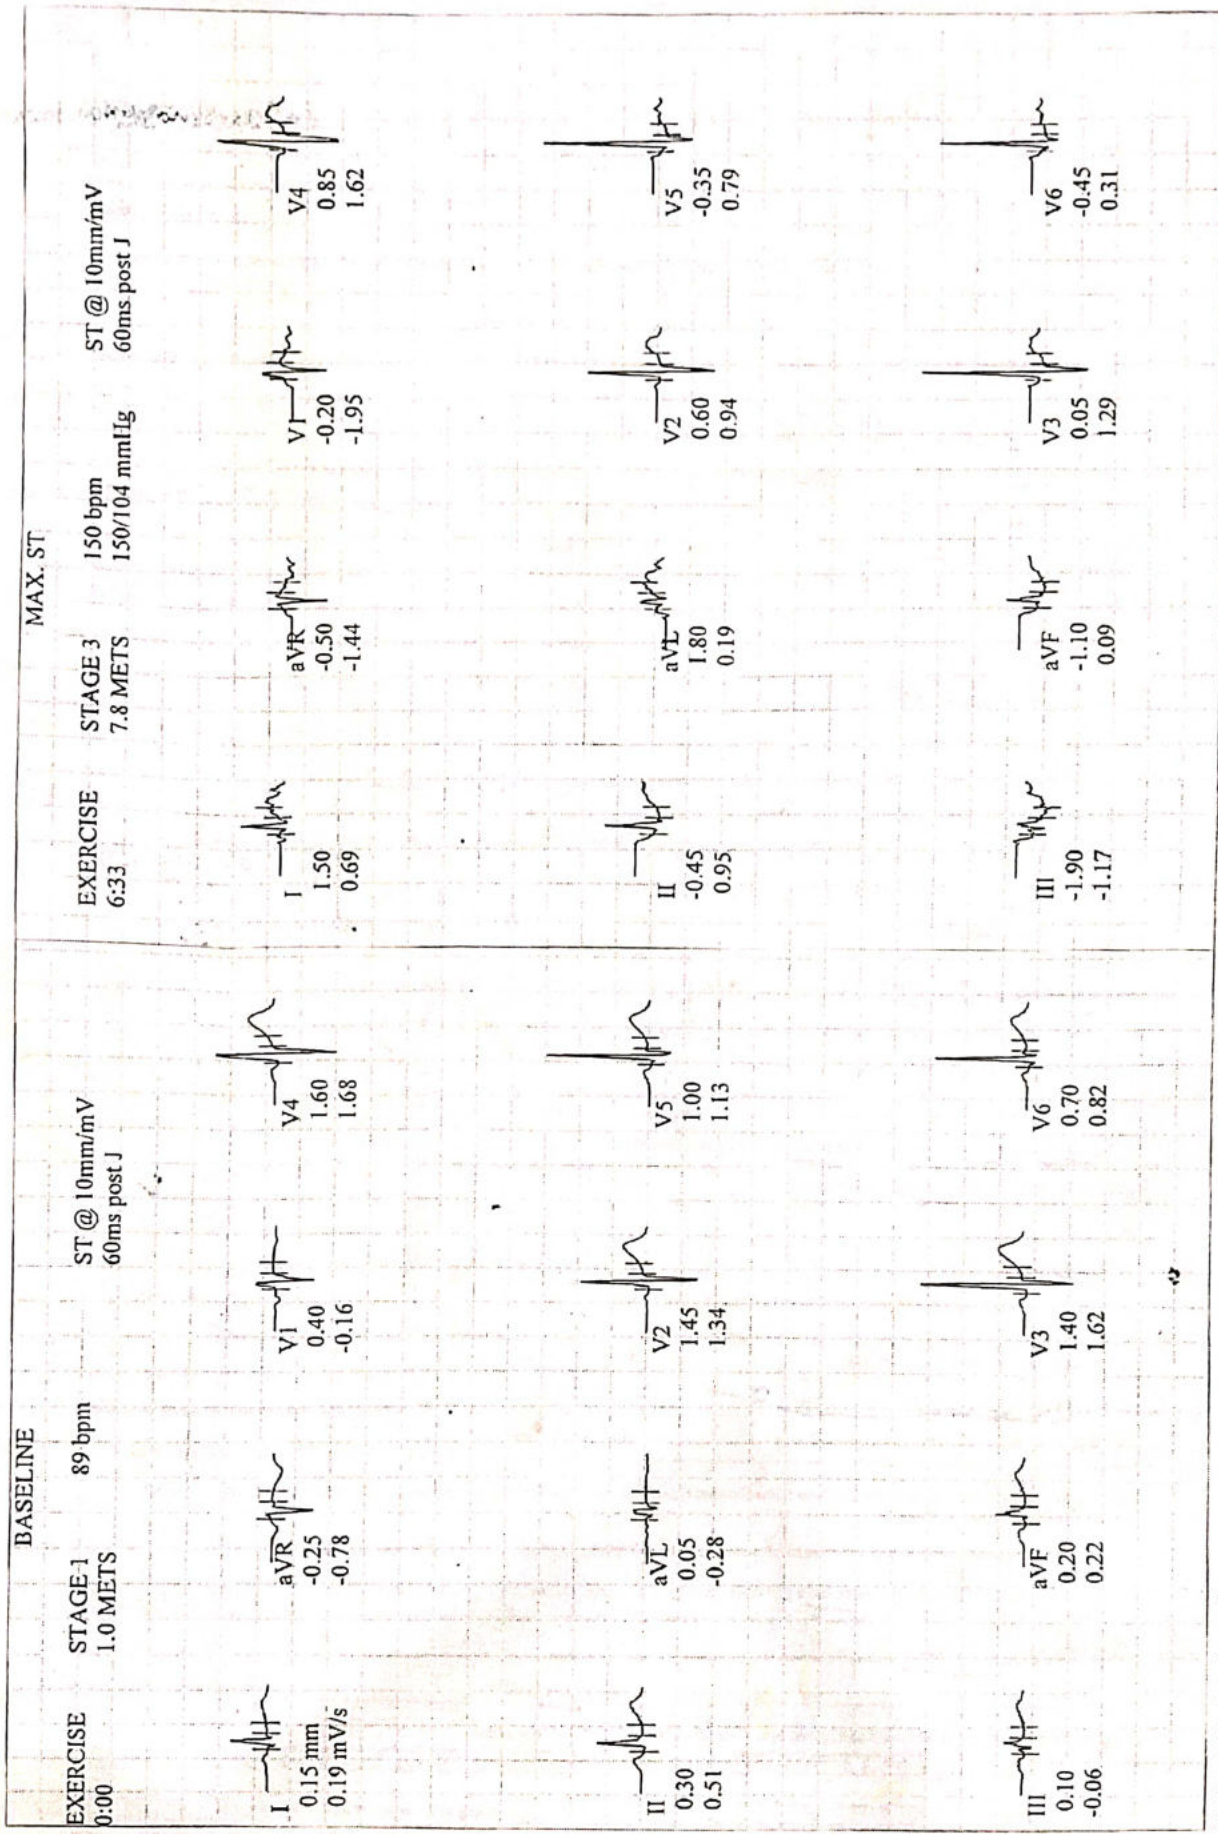 BASELINE
EXERCISE STAGE 1 89 bpm ST @ 10mm/mV
0:00 1.0 METS 60ms post J
I aVR V1 V4
0.15 mm -0.25 0.40 1.60
0.19 mV/s -0.78 -0.16 1.68
II aVL V2 V5
0.30 0.05 1.45 1.00
0.51 -0.28 1.34 1.13
III aVF V3 V6
0.10 0.20 1.40 0.70
-0.06 0.22 1.62 0.82
MAX. ST
EXERCISE STAGE 3 150 bpm ST @ 10mm/mV
6:33 7.8 METS 150/104 mmHg 60ms post J
I aVR V1 V4
1.50 -0.50 -0.20 0.85
0.69 -1.44 -1.95 1.62
II aVL V2 V5
-0.45 1.80 0.60 -0.35
0.95 0.19 0.94 0.79
III aVF V3 V6
-1.90 -1.10 0.05 -0.45
-1.17 0.09 1.29 0.31